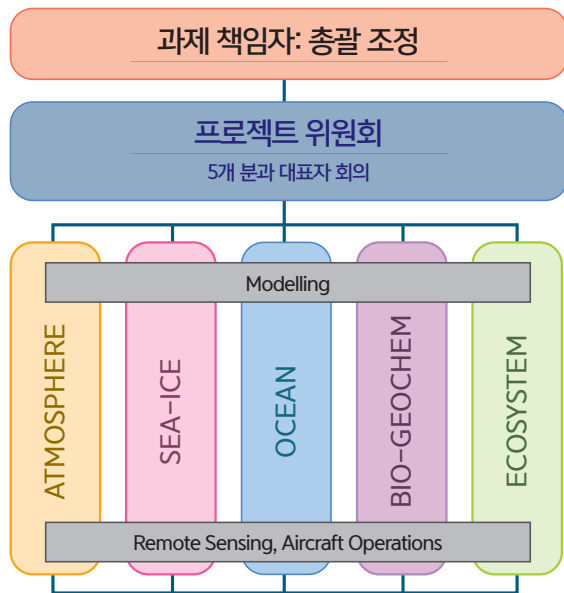 과제 책임자: 총괄 조정
프로젝트 위원회
5개 분과 대표자 회의
Modelling
ATMOSPHERE
SEA-ICE
OCEAN
BIO-GEOCHEM
ECOSYSTEM
Remote Sensing, Aircraft Operations